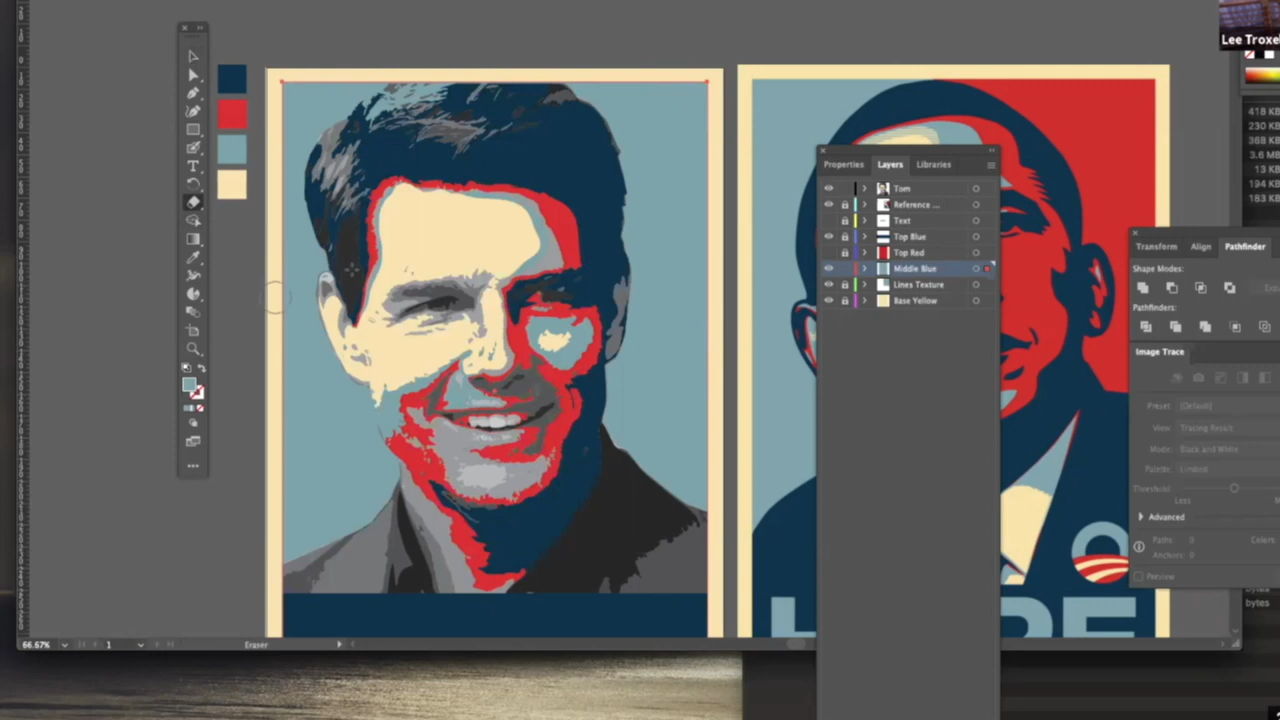 Lee Troxe
Properties
Layers
Libraries
Tom
Reference ...
Text
Top Blue
Top Red
Middle Blue
Lines Texture
Base Yellow
Transform
Align
Pathfinder
Shape Modes:
Pathfinders:
Image Trace
Preset: [Default]
View: Tracing Result
Mode: Black and White
Palette: Limited
Threshold:
Less
Advanced
Paths: 0
Colors:
Anchors: 0
Preview
418 KB
230 KB
368 KB
3.6 M
13 KB
194 KB
183 KB
bytes
bytes
66.67%
1
Eraser